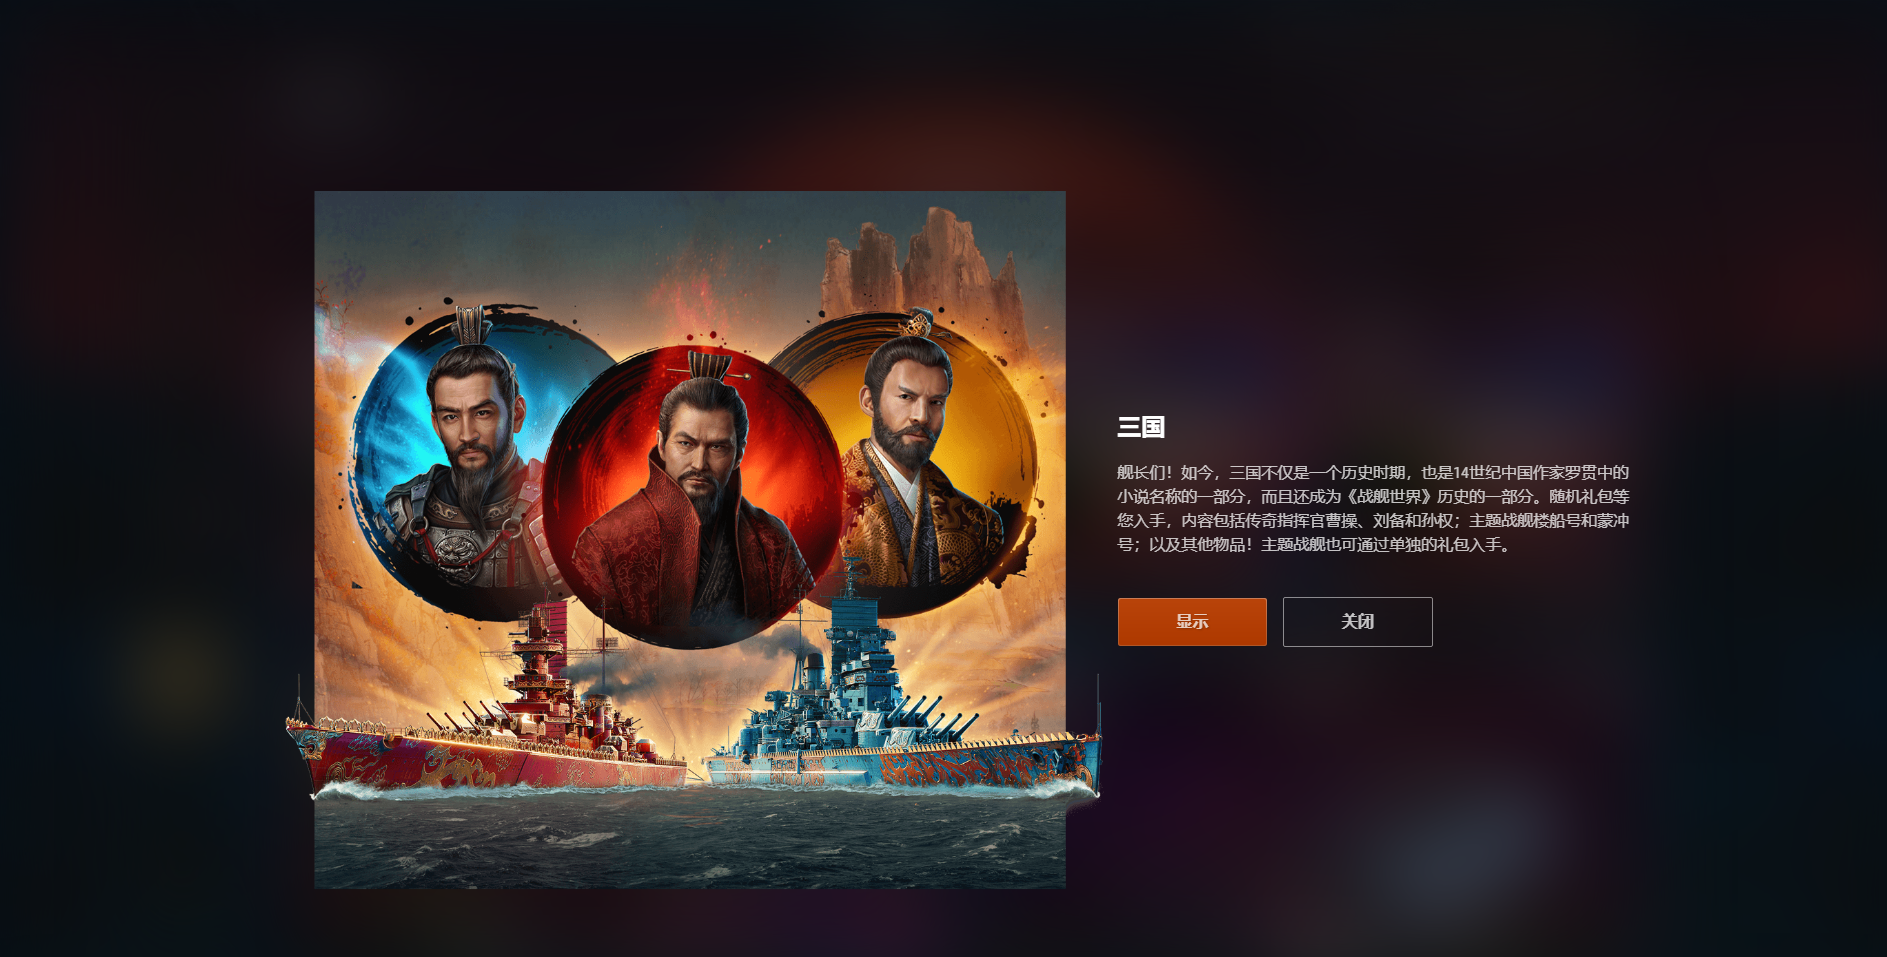 三国
舰长们！如今，三国不仅是一个历史时期，也是14世纪中国作家罗贯中的
小说名称的一部分，而且还成为《战舰世界》历史的一部分。随机礼包等
您入手，内容包括传奇指挥官曹操、刘备和孙权；主题战舰楼船号和蒙冲
号；以及其他物品！主题战舰也可通过单独的礼包入手。
显示
关闭